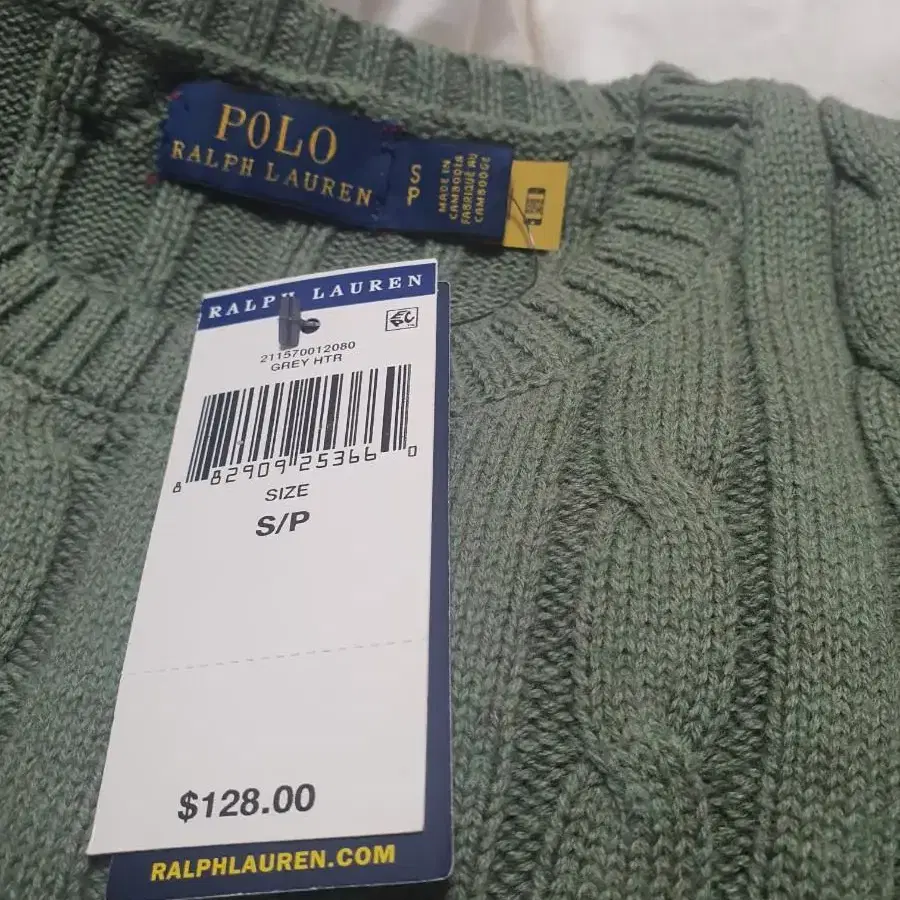 POLO
RALPH LAUREN
S
P
MADE IN
CAMBODIA
FABRIQUÉ AU
CAMBODGE
RALPH LAUREN
211570012080
GREY HTR
8 82909 25366 0
SIZE
S/P
$128.00
RALPHLAUREN.COM